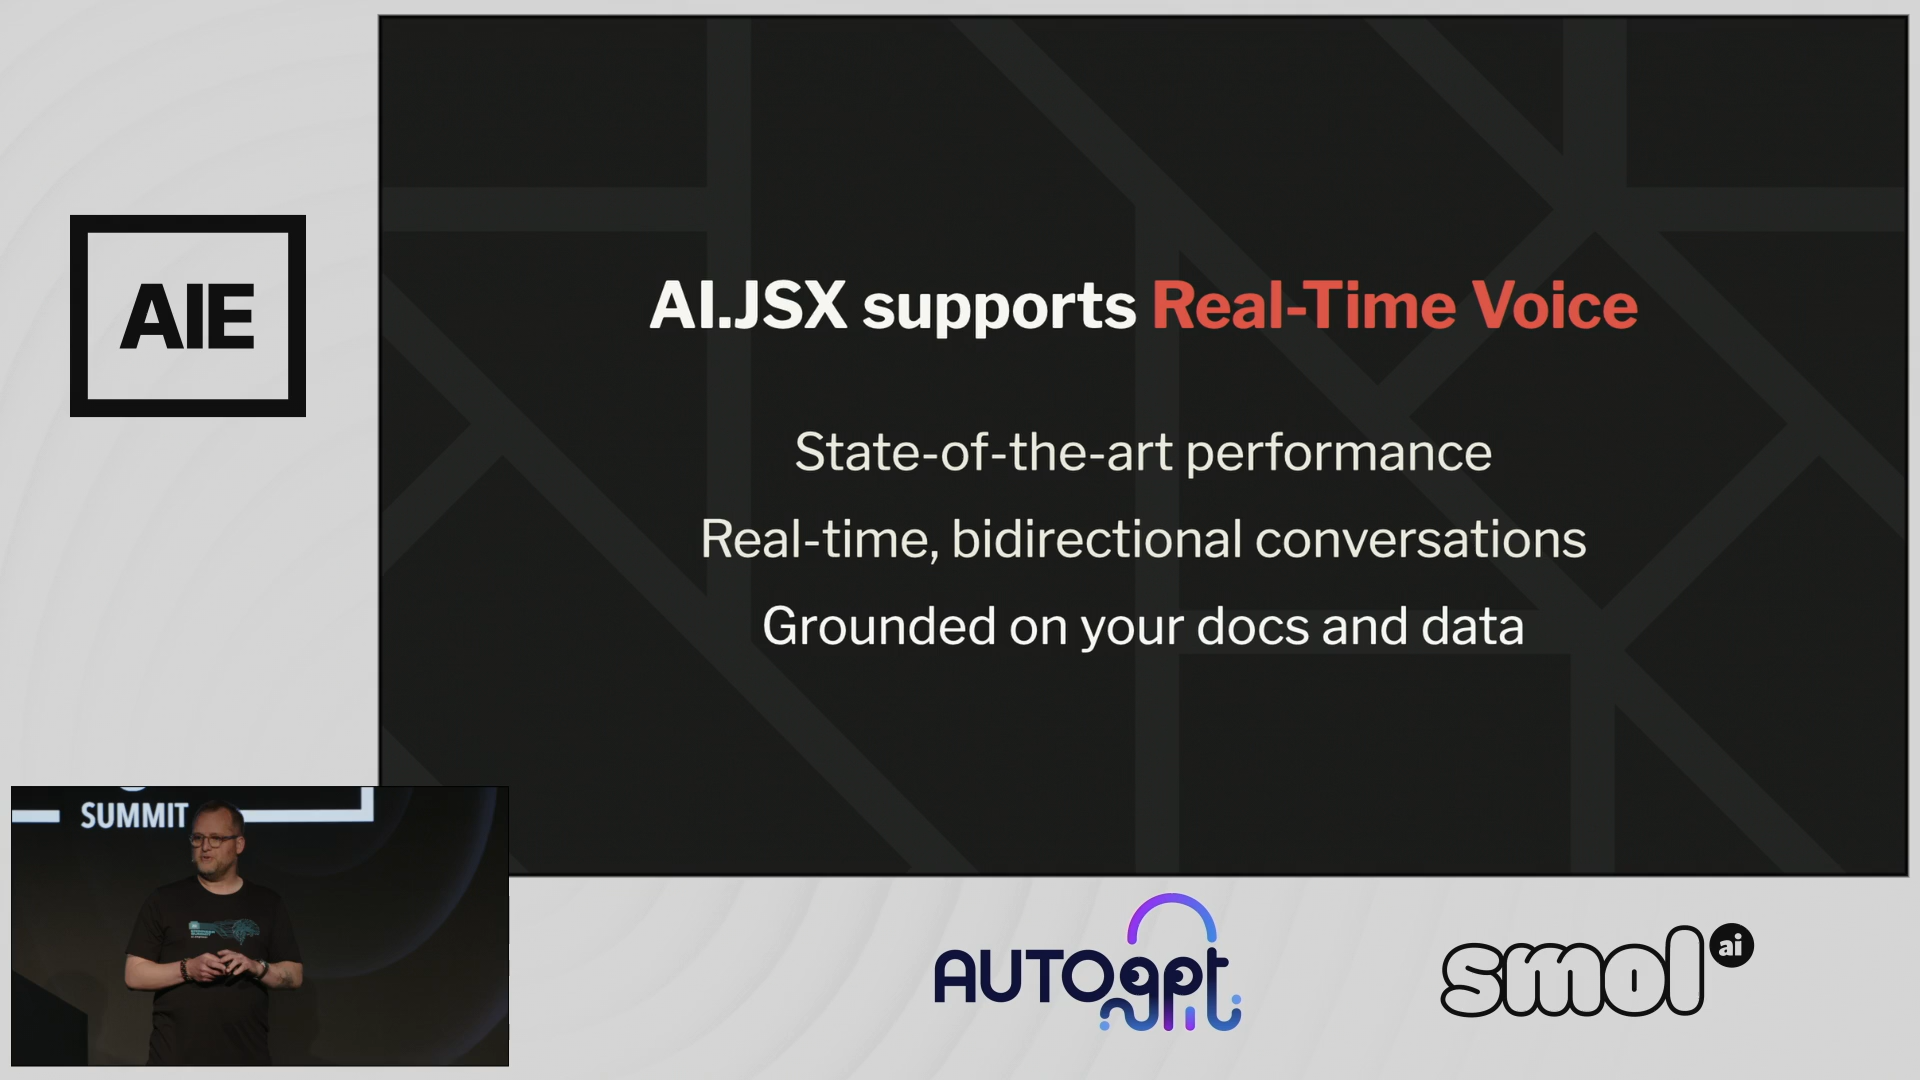 AIE
AI.JSX supports Real-Time Voice
State-of-the-art performance
Real-time, bidirectional conversations
Grounded on your docs and data
SUMMIT
AUTOgpt
smol ai